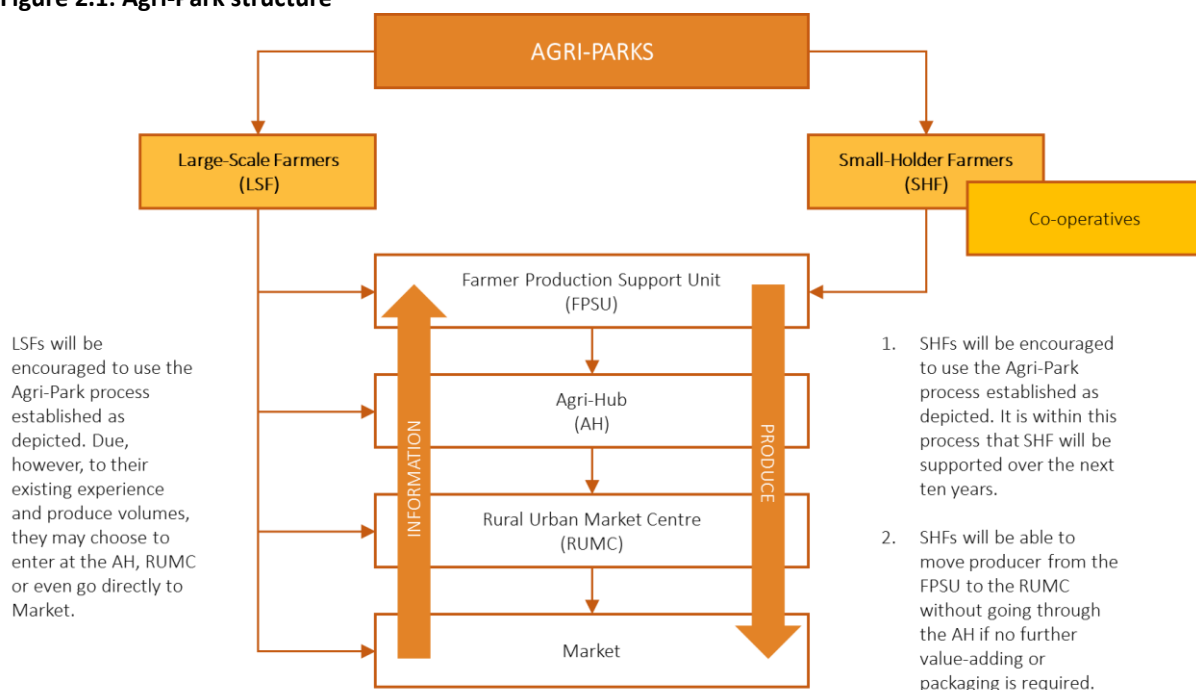 Figure 2.1: Agri-Park structure
AGRI-PARKS
Large-Scale Farmers
(LSF)
Small-Holder Farmers
(SHF)
Co-operatives
Farmer Production Support Unit
(FPSU)
Agri-Hub
(AH)
Rural Urban Market Centre
(RUMC)
Market
INFORMATION
PRODUCE
LSFs will be
encouraged to use the
Agri-Park process
established as
depicted. Due,
however, to their
existing experience
and produce volumes,
they may choose to
enter at the AH, RUMC
or even go directly to
Market.
1. SHFs will be encouraged
to use the Agri-Park
process established as
depicted. It is within this
process that SHF will be
supported over the next
ten years.
2. SHFs will be able to
move producer from the
FPSU to the RUMC
without going through
the AH if no further
value-adding or
packaging is required.